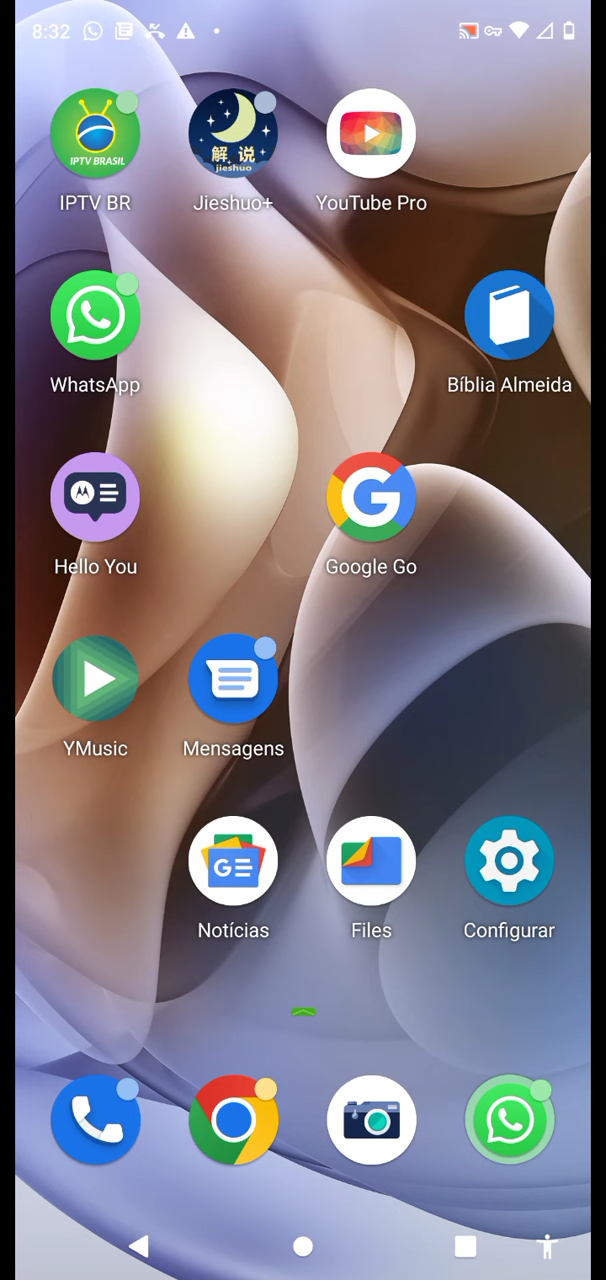 8:32
IPTV BRASIL
解 说
jieshuo
IPTV BR
Jieshuo+
YouTube Pro
WhatsApp
Bíblia Almeida
Hello You
Google Go
YMusic
Mensagens
GE
Notícias
Files
Configurar